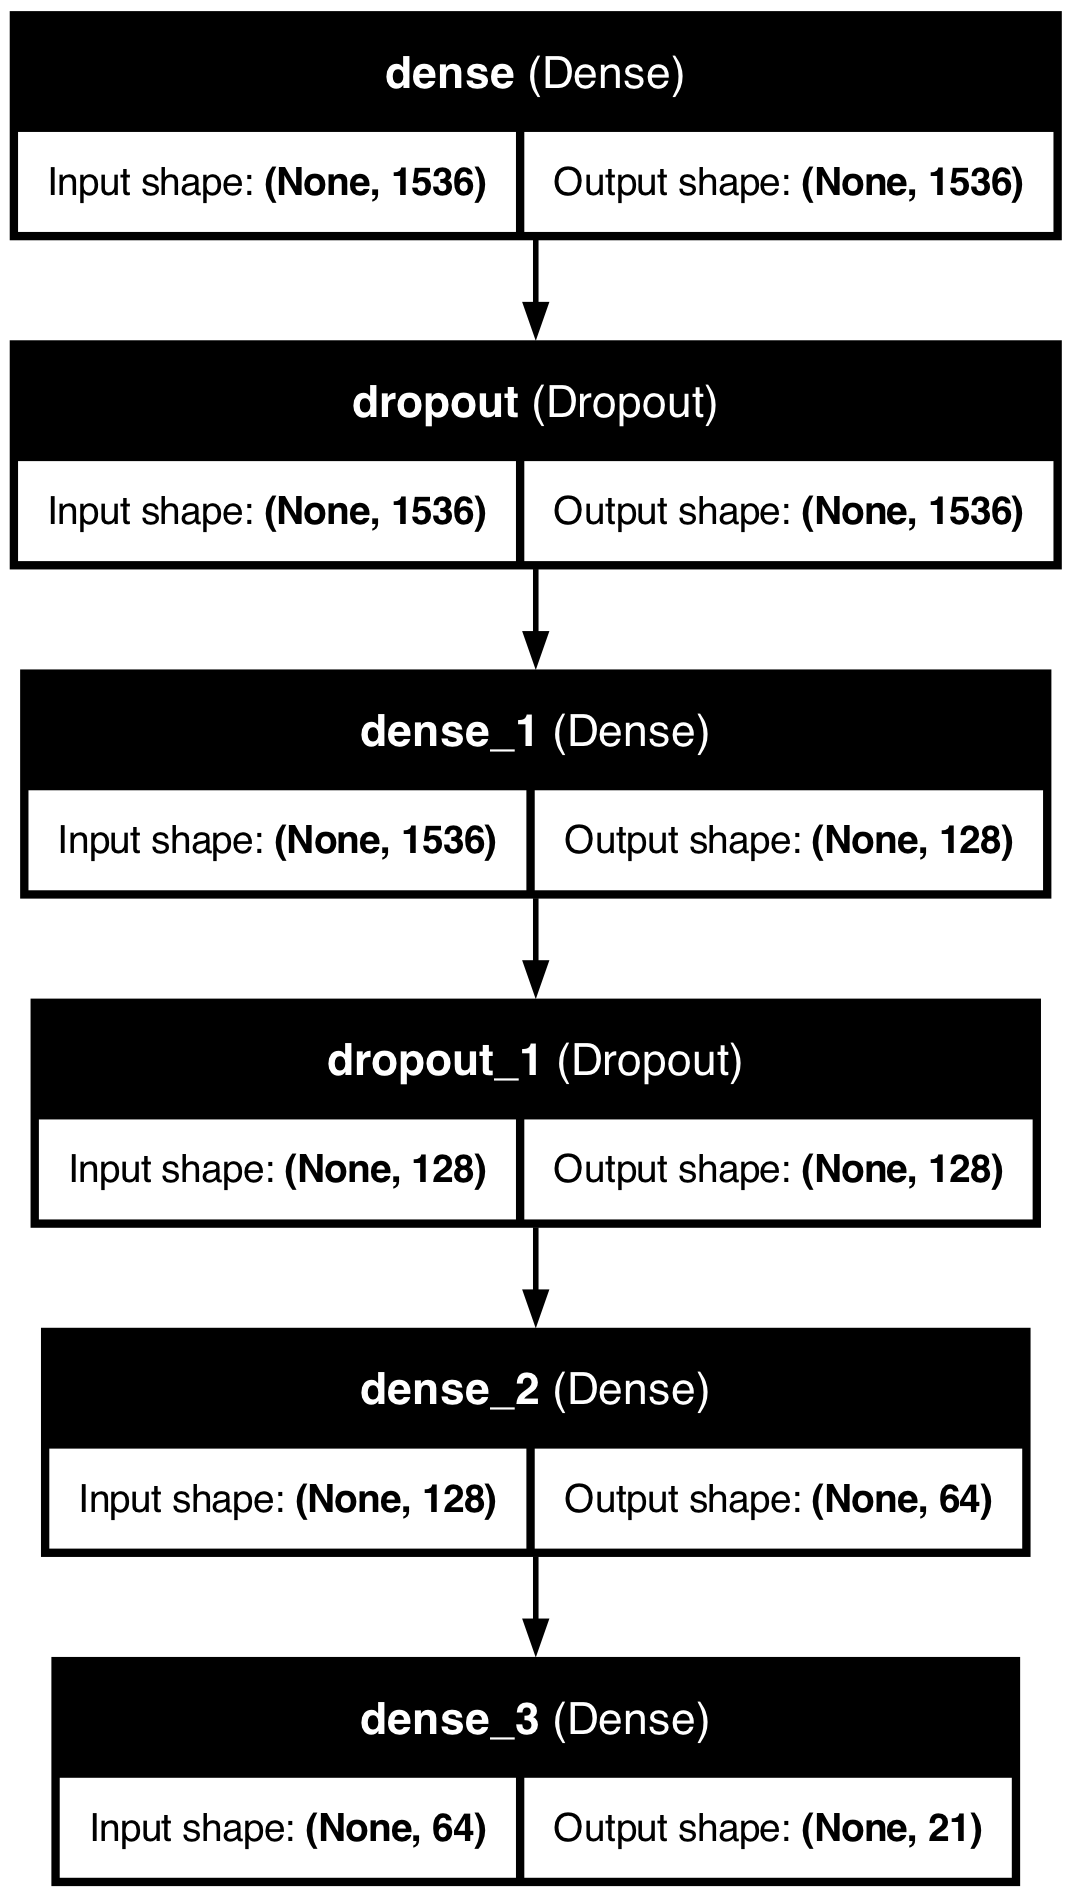 dense (Dense)
Input shape: (None, 1536) Output shape: (None, 1536)
dropout (Dropout)
Input shape: (None, 1536) Output shape: (None, 1536)
dense_1 (Dense)
Input shape: (None, 1536) Output shape: (None, 128)
dropout_1 (Dropout)
Input shape: (None, 128) Output shape: (None, 128)
dense_2 (Dense)
Input shape: (None, 128) Output shape: (None, 64)
dense_3 (Dense)
Input shape: (None, 64) Output shape: (None, 21)